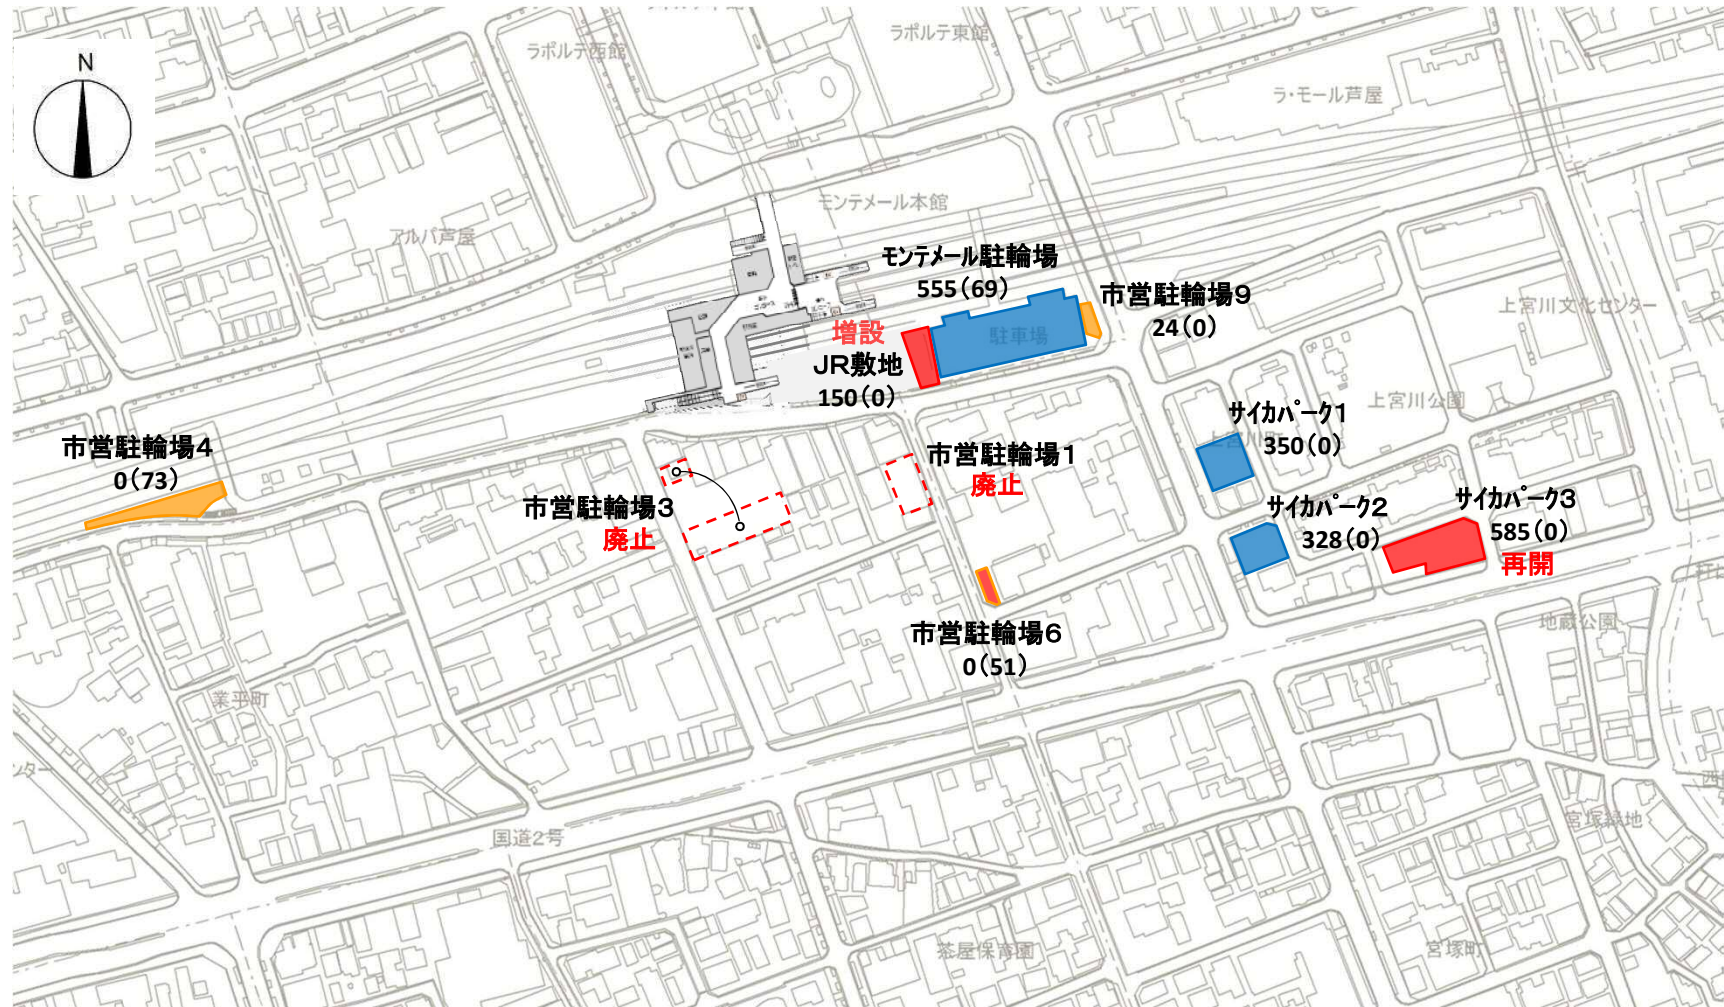 ラポルテ東館
ラポルテ西館
N
ラ・モール芦屋
モンテメール本館
アルパ芦屋
モンテメール駐輪場
555(69)
市営駐輪場9
24(0)
上宮川文化センター
増設
駐車場
JR敷地
150(0)
上宮川公園
サイカパーク1
350(0)
市営駐輪場4
0(73)
市営駐輪場1
廃止
市営駐輪場3
廃止
サイカパーク2
328(0)
サイカパーク3
585(0)
再開
地蔵公園
市営駐輪場6
0(51)
業平町
国道2号
宮塚緑地
茶屋保育園
宮塚町